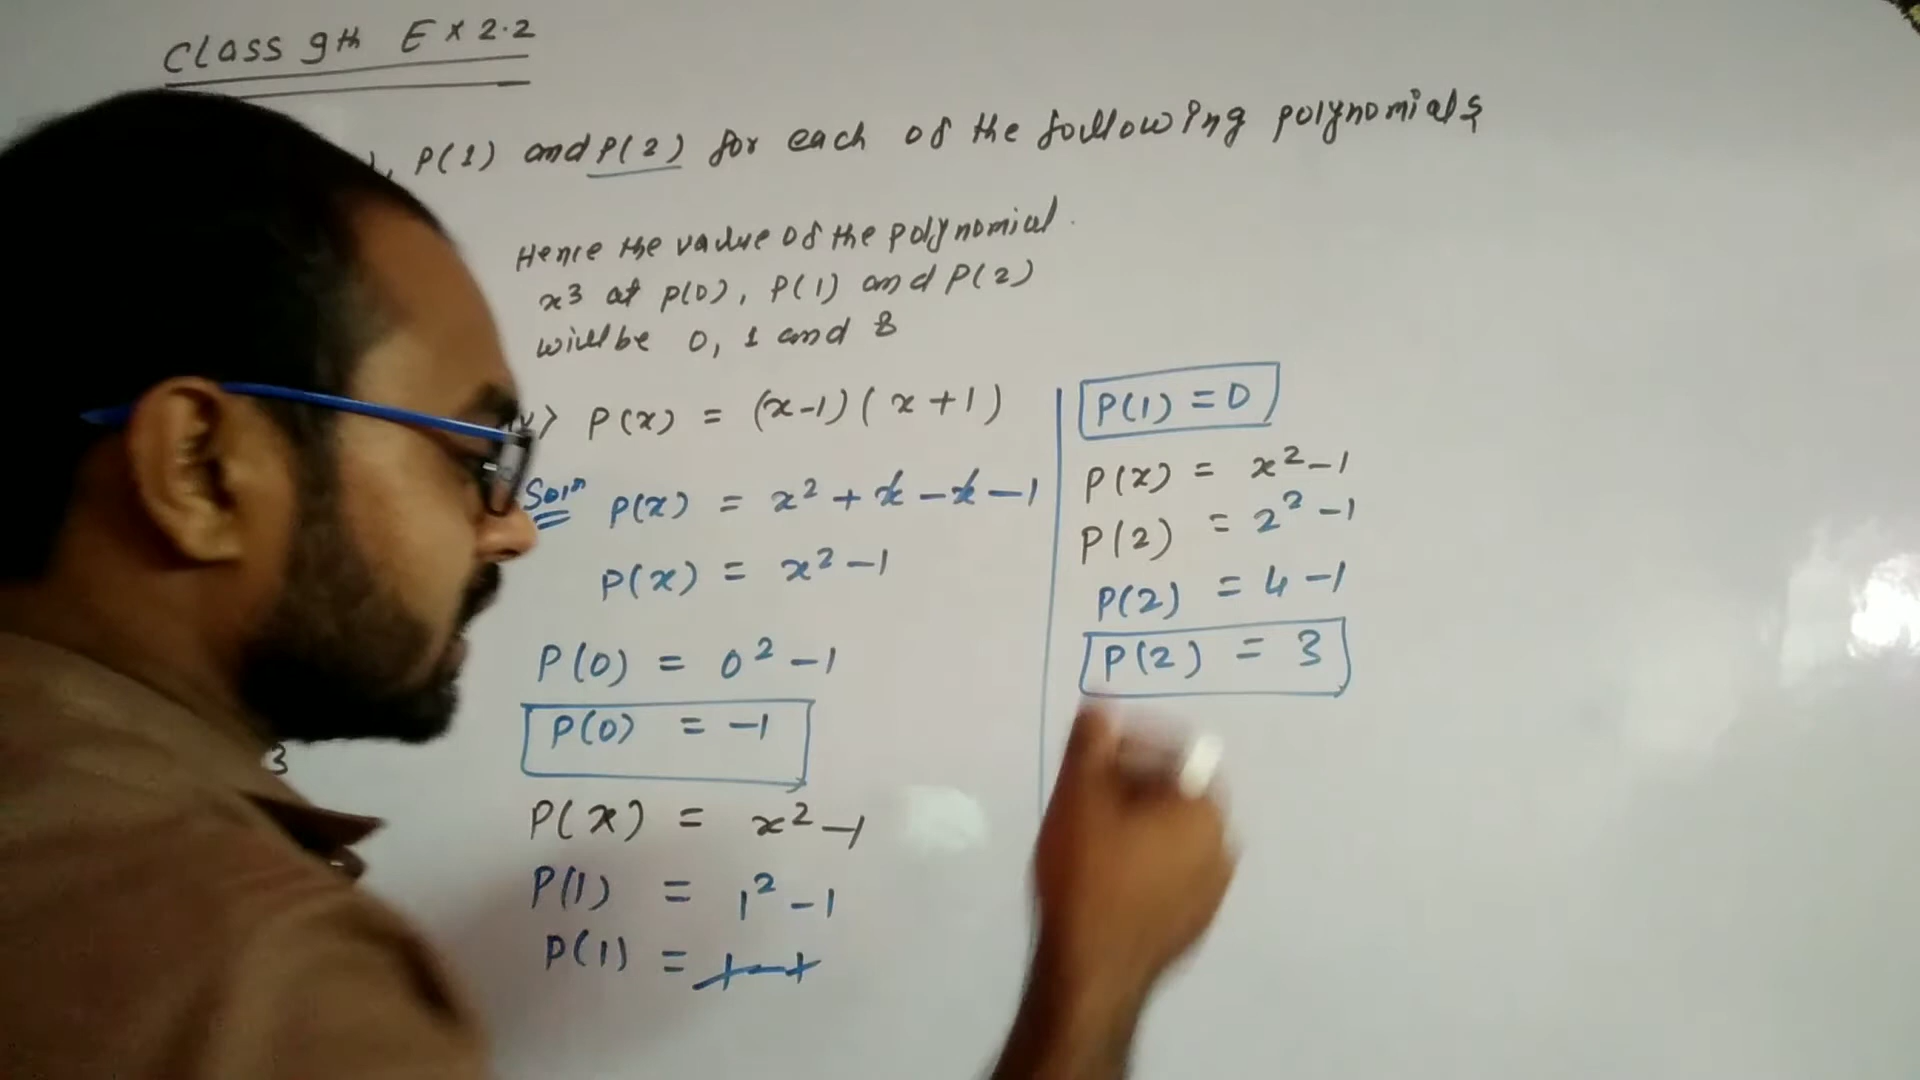 Class 9th Ex 2.2
, P(1) and P(2) for each of the following polynomials
Hence the value of the polynomial.
x³ at P(0), P(1) and P(2)
will be 0, 1 and 8
P(x) = (x-1)(x+1)
Soln P(x) = x² + x - x - 1
P(x) = x² - 1
P(0) = 0² - 1
P(0) = -1
3
P(x) = x² - 1
P(1) = 1² - 1
P(1) = 1 - 1
P(1) = 0
P(x) = x² - 1
P(2) = 2² - 1
P(2) = 4 - 1
P(2) = 3